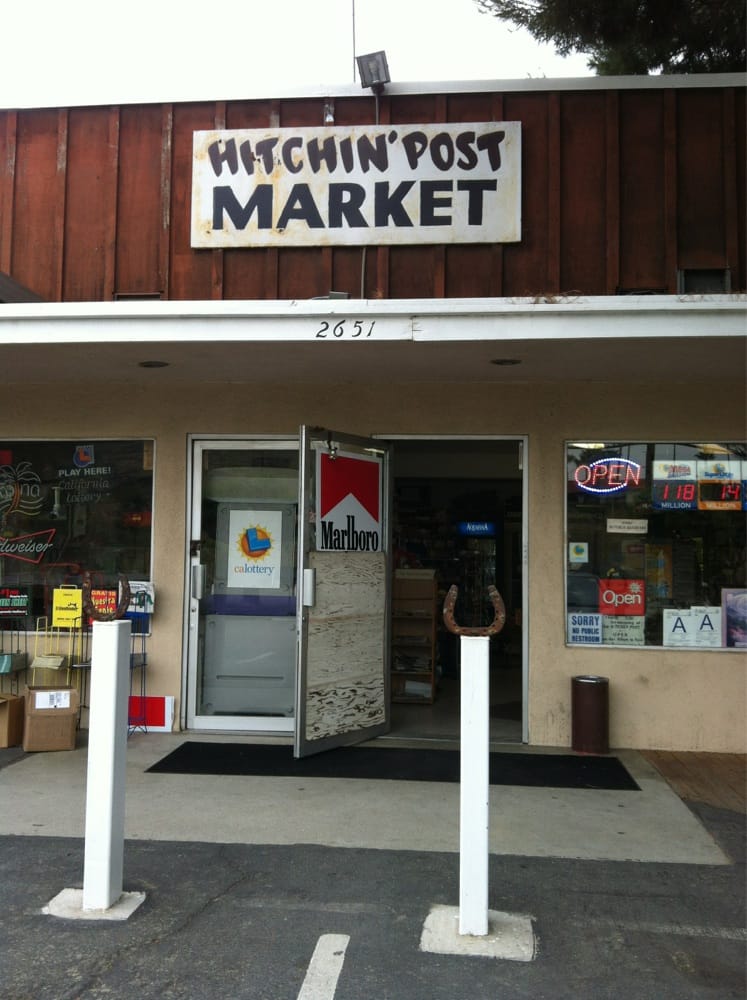 HITCHIN' POST
MARKET
2651
PLAY HERE!
California
Lottery
OPEN
118
14
MILLION
MILLION
Marlboro
calottery
AQUAFINA
Open
SORRY
NO PUBLIC
RESTROOM
OPEN
A A